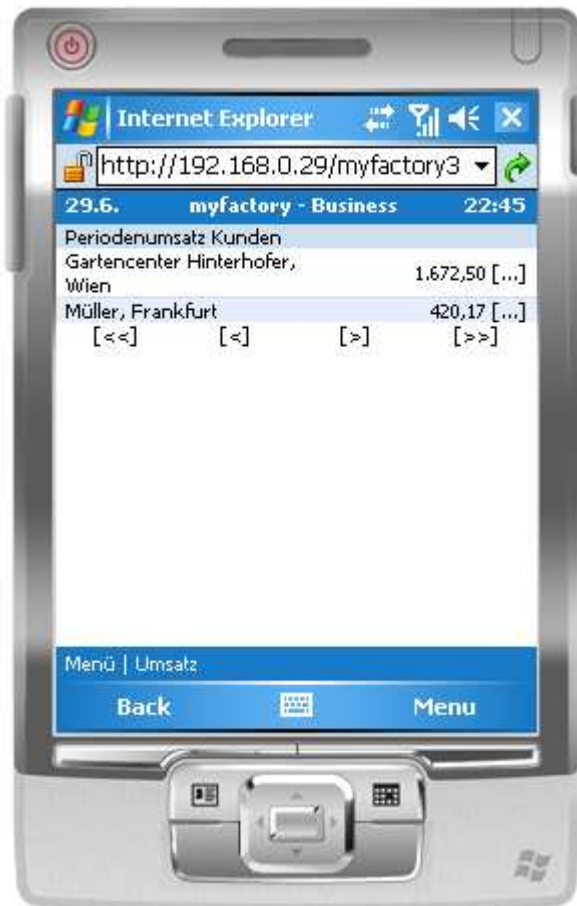 Internet Explorer
http://192.168.0.29/myfactory3
29.6. myfactory - Business 22:45
Periodenumsatz Kunden
Gartencenter Hinterhofer,
Wien 1.672,50 [...]
Müller, Frankfurt 420,17 [...]
[<<] [<] [>] [>>]
Menü | Umsatz
Back Menu